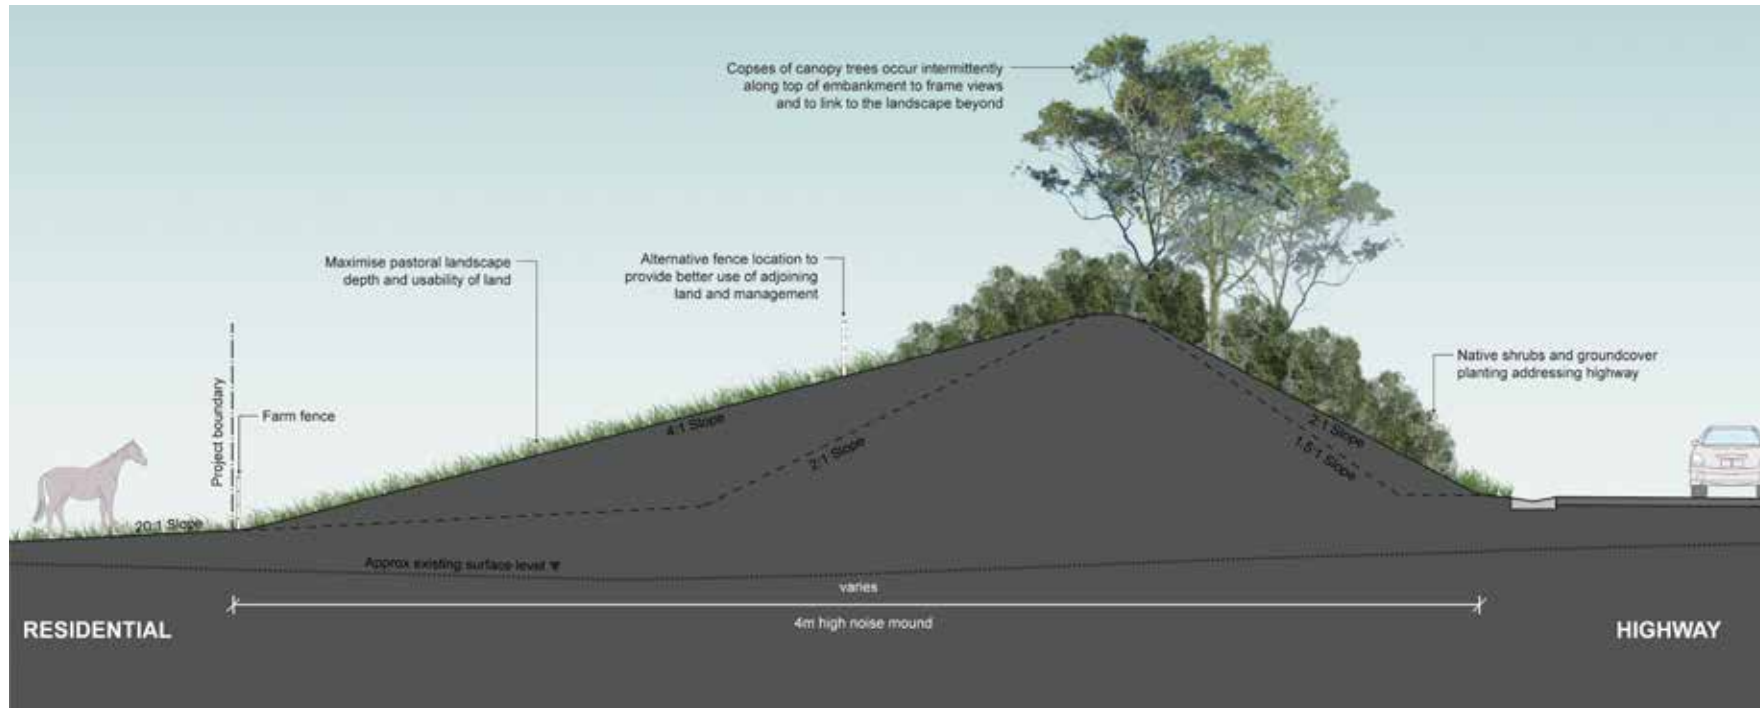 Copses of canopy trees occur intermittently
along top of embankment to frame views
and to link to the landscape beyond
Maximise pastoral landscape
depth and usability of land
Alternative fence location to
provide better use of adjoining
land and management
Native shrubs and groundcover
planting addressing highway
Project boundary
Farm fence
4:1 Slope
2:1 Slope
2:1 Slope
1.5:1 Slope
20:1 Slope
Approx existing surface level
varies
4m high noise mound
RESIDENTIAL
HIGHWAY